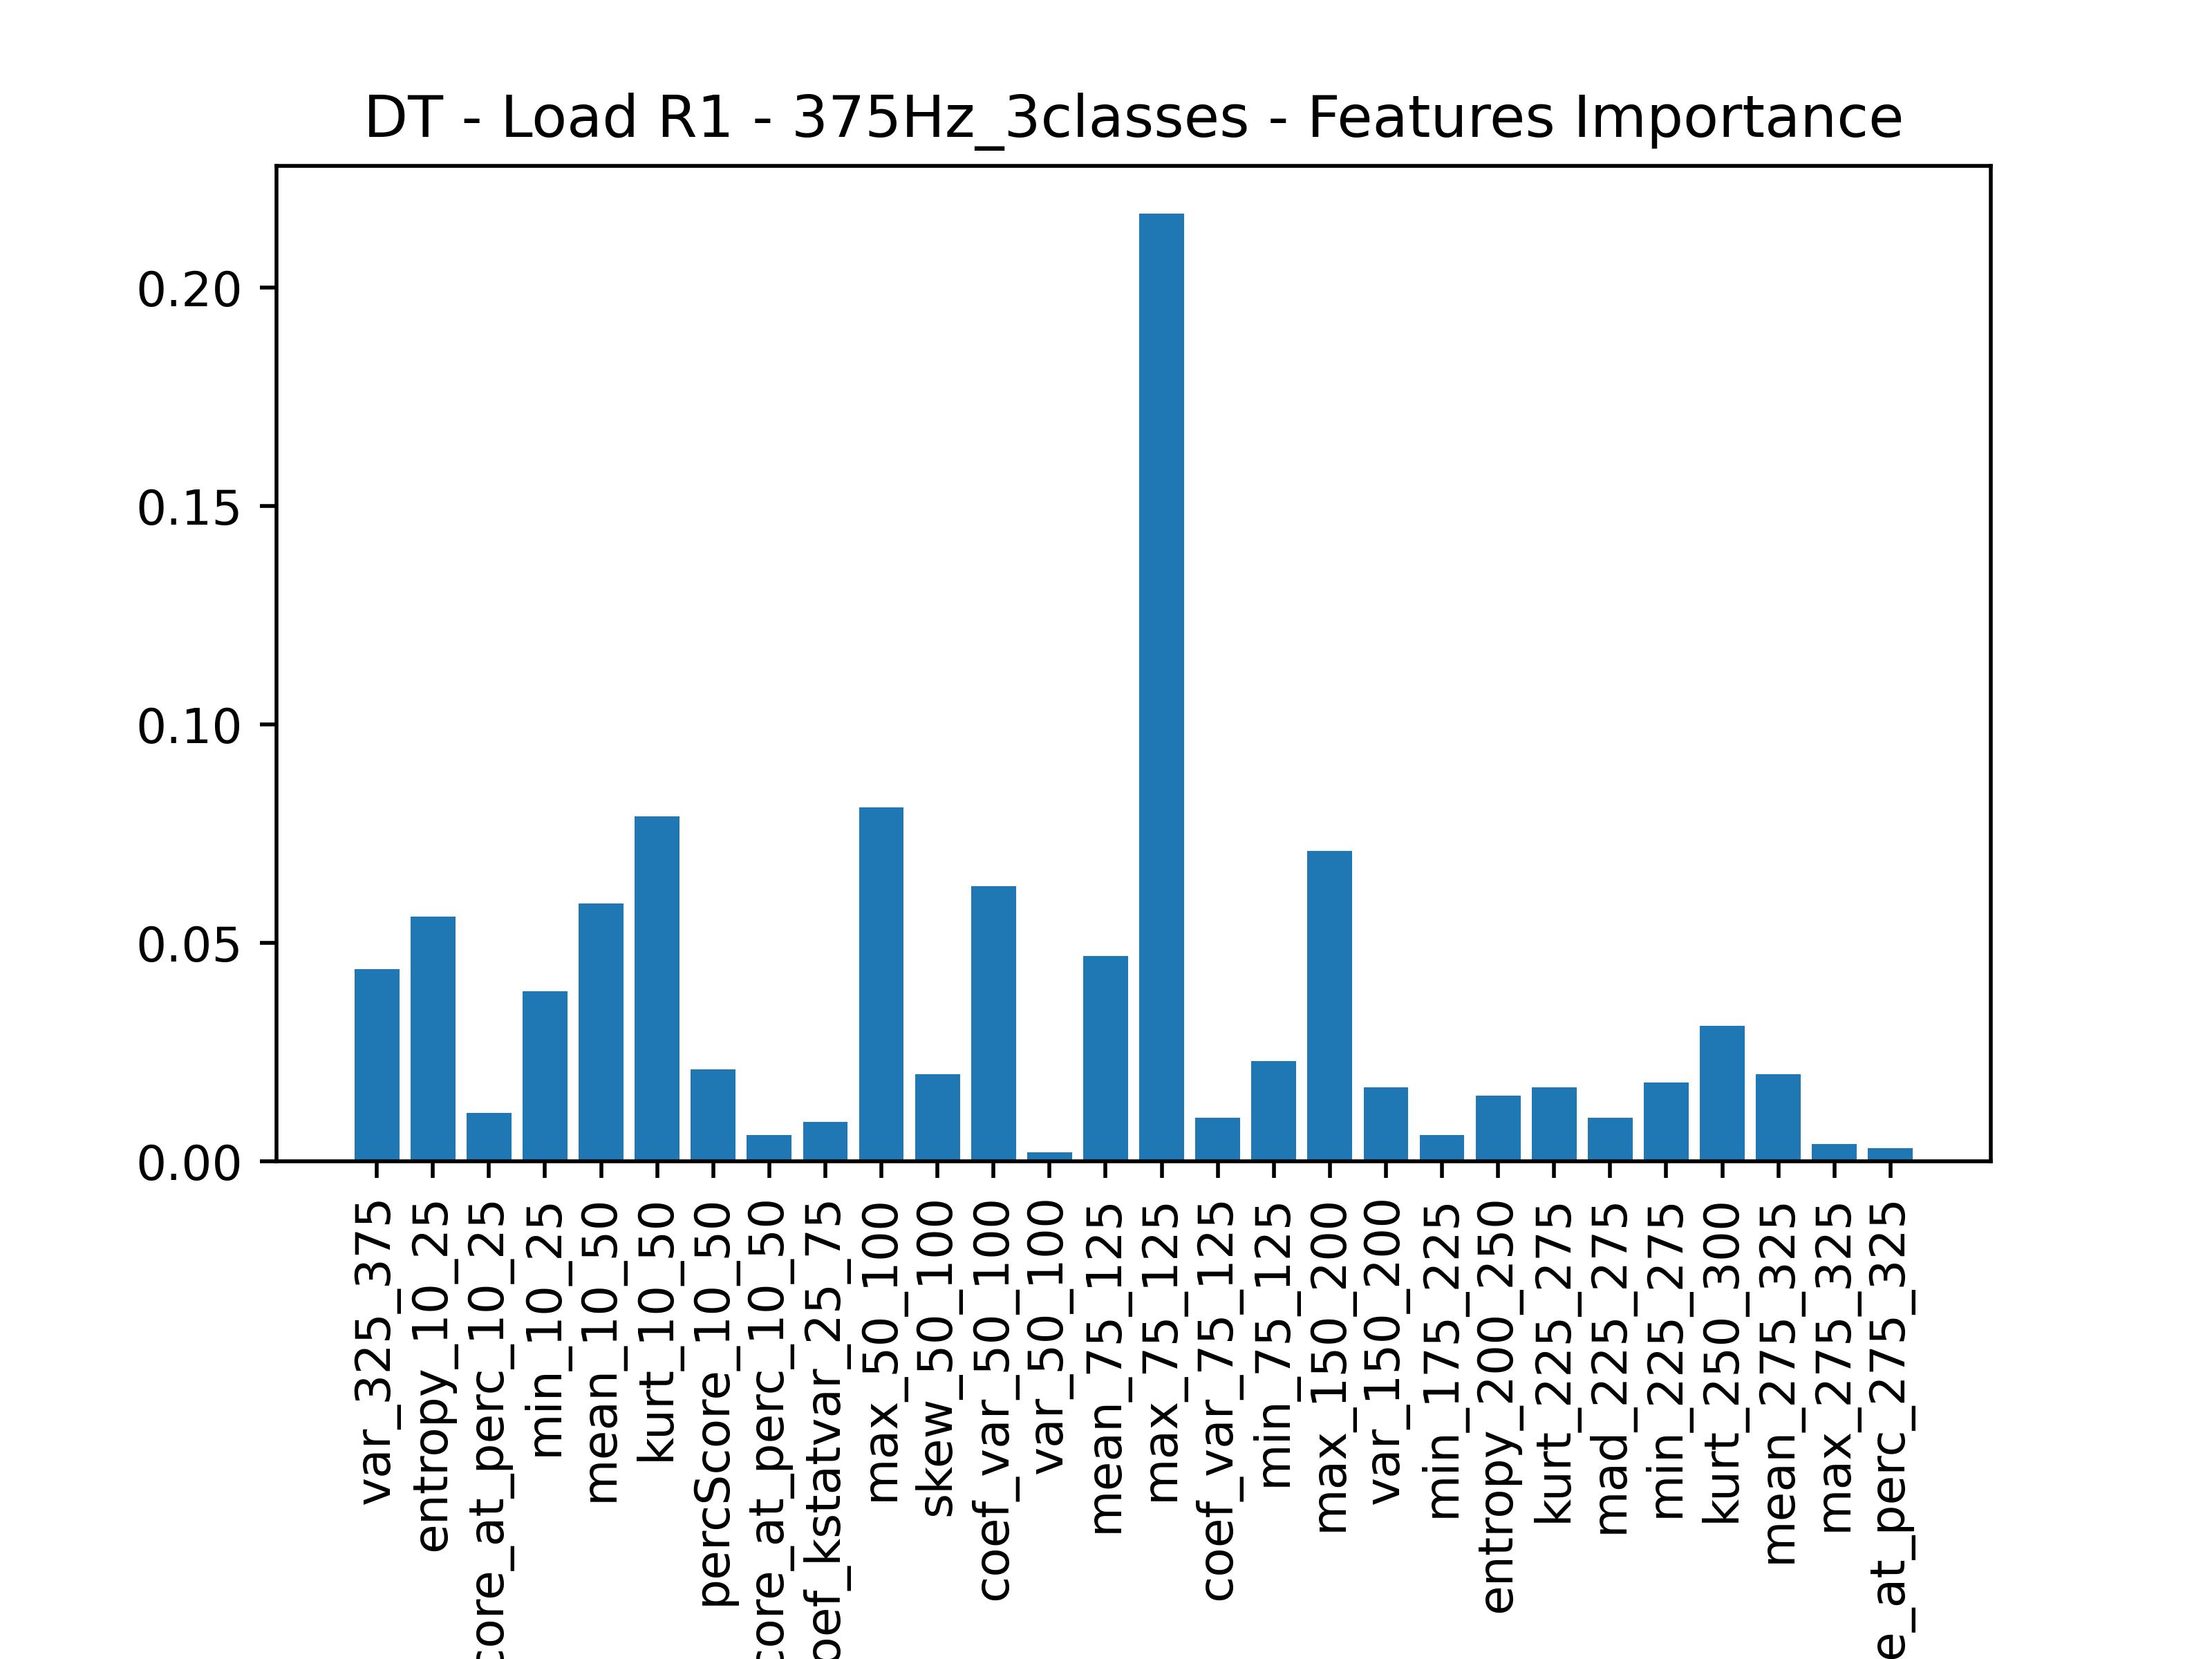 DT - Load R1 - 375Hz_3classes - Features Importance
0.20
0.15
0.10
0.05
0.00
var_325_375
entropy_10_25
core_at_perc_10_25
min_10_25
mean_10_50
kurt_10_50
percScore_10_50
core_at_perc_10_50
oef_kstatvar_25_75
max_50_100
skew_50_100
coef_var_50_100
var_50_100
mean_75_125
max_75_125
coef_var_75_125
min_75_125
max_150_200
var_150_200
min_175_225
entropy_200_250
kurt_225_275
mad_225_275
min_225_275
kurt_250_300
mean_275_325
max_275_325
e_at_perc_275_325